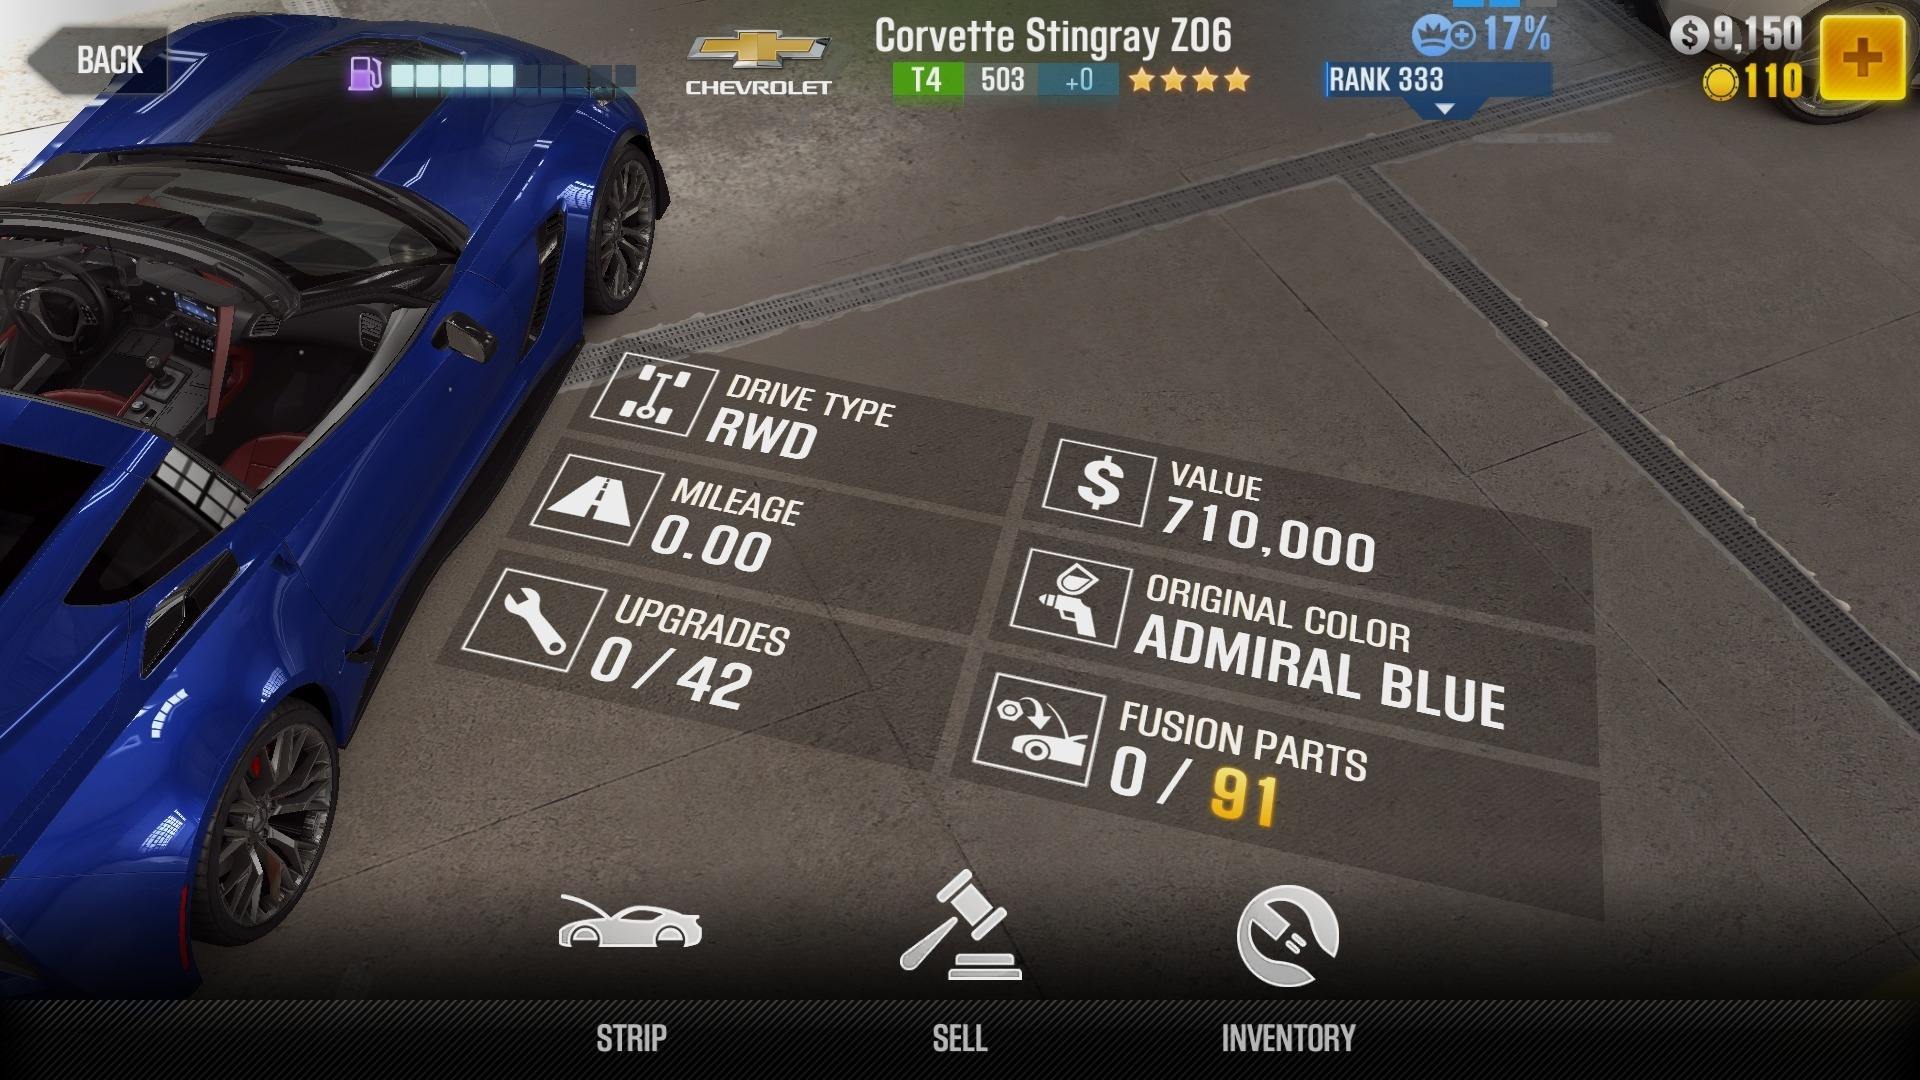 BACK
CHEVROLET
Corvette Stingray Z06
T4 503 +0
17%
RANK 333
9,150
110
DRIVE TYPE
RWD
MILEAGE
0.00
UPGRADES
0 / 42
VALUE
710,000
ORIGINAL COLOR
ADMIRAL BLUE
FUSION PARTS
0 / 91
STRIP
SELL
INVENTORY